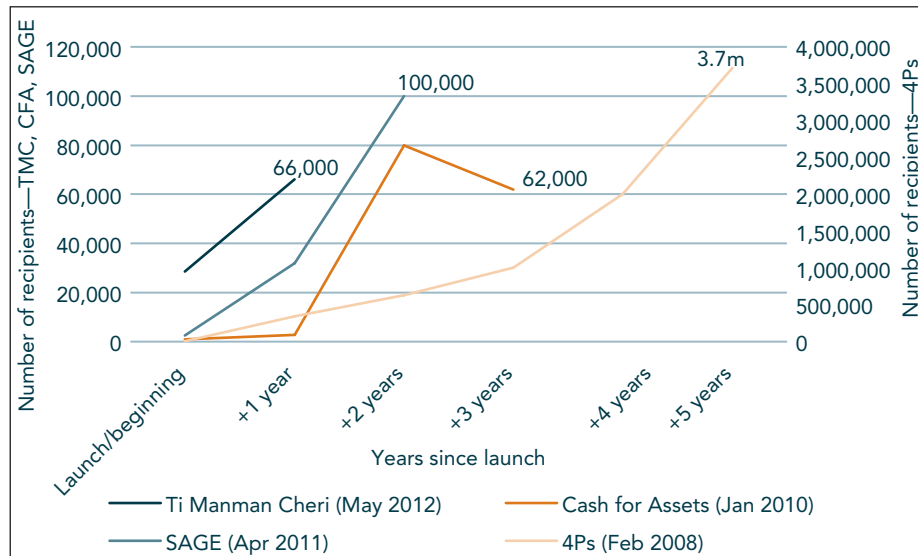 Number of recipients—TMC, CFA, SAGE
120,000
100,000
80,000
60,000
40,000
20,000
0
4,000,000
3,500,000
3,000,000
2,500,000
2,000,000
1,500,000
1,000,000
500,000
0
Number of recipients—4Ps
66,000
100,000
62,000
3.7m
Launch/beginning
+1 year
+2 years
+3 years
+4 years
+5 years
Years since launch
Ti Manman Cheri (May 2012)
Cash for Assets (Jan 2010)
SAGE (Apr 2011)
4Ps (Feb 2008)